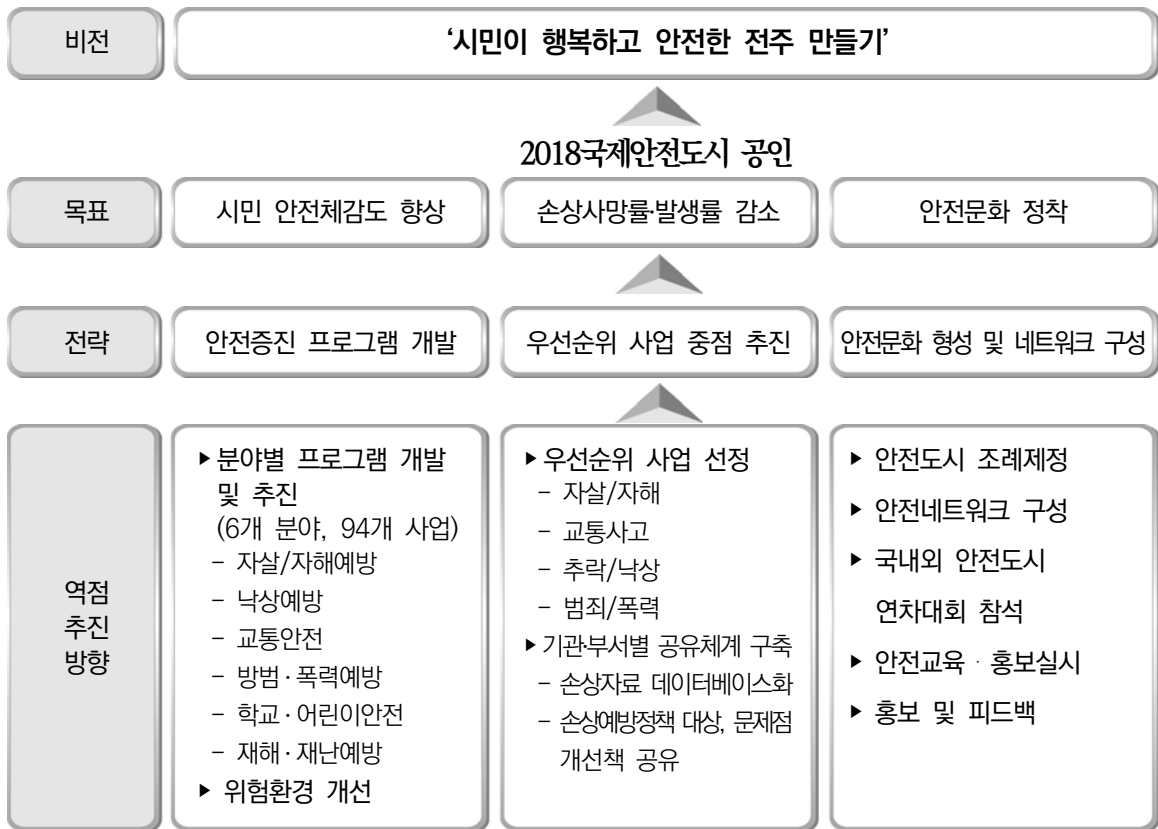 비전
‘시민이 행복하고 안전한 전주 만들기’
2018국제안전도시 공인
목표
시민 안전체감도 향상
손상사망률·발생률 감소
안전문화 정착
전략
안전증진 프로그램 개발
우선순위 사업 중점 추진
안전문화 형성 및 네트워크 구성
역점
추진
방향
▶ 분야별 프로그램 개발
및 추진
(6개 분야, 94개 사업)
- 자살/자해예방
- 낙상예방
- 교통안전
- 방범·폭력예방
- 학교·어린이안전
- 재해·재난예방
▶ 위험환경 개선
▶ 우선순위 사업 선정
- 자살/자해
- 교통사고
- 추락/낙상
- 범죄/폭력
▶ 기관·부서별 공유체계 구축
- 손상자료 데이터베이스화
- 손상예방정책 대상, 문제점
개선책 공유
▶ 안전도시 조례제정
▶ 안전네트워크 구성
▶ 국내외 안전도시
연차대회 참석
▶ 안전교육·홍보실시
▶ 홍보 및 피드백